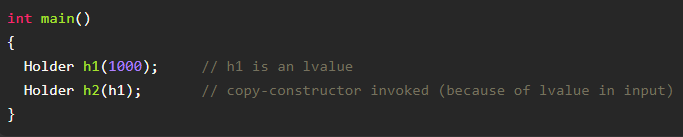 int main()
{
  Holder h1(1000);     // h1 is an lvalue
  Holder h2(h1);       // copy-constructor invoked (because of lvalue in input)
}